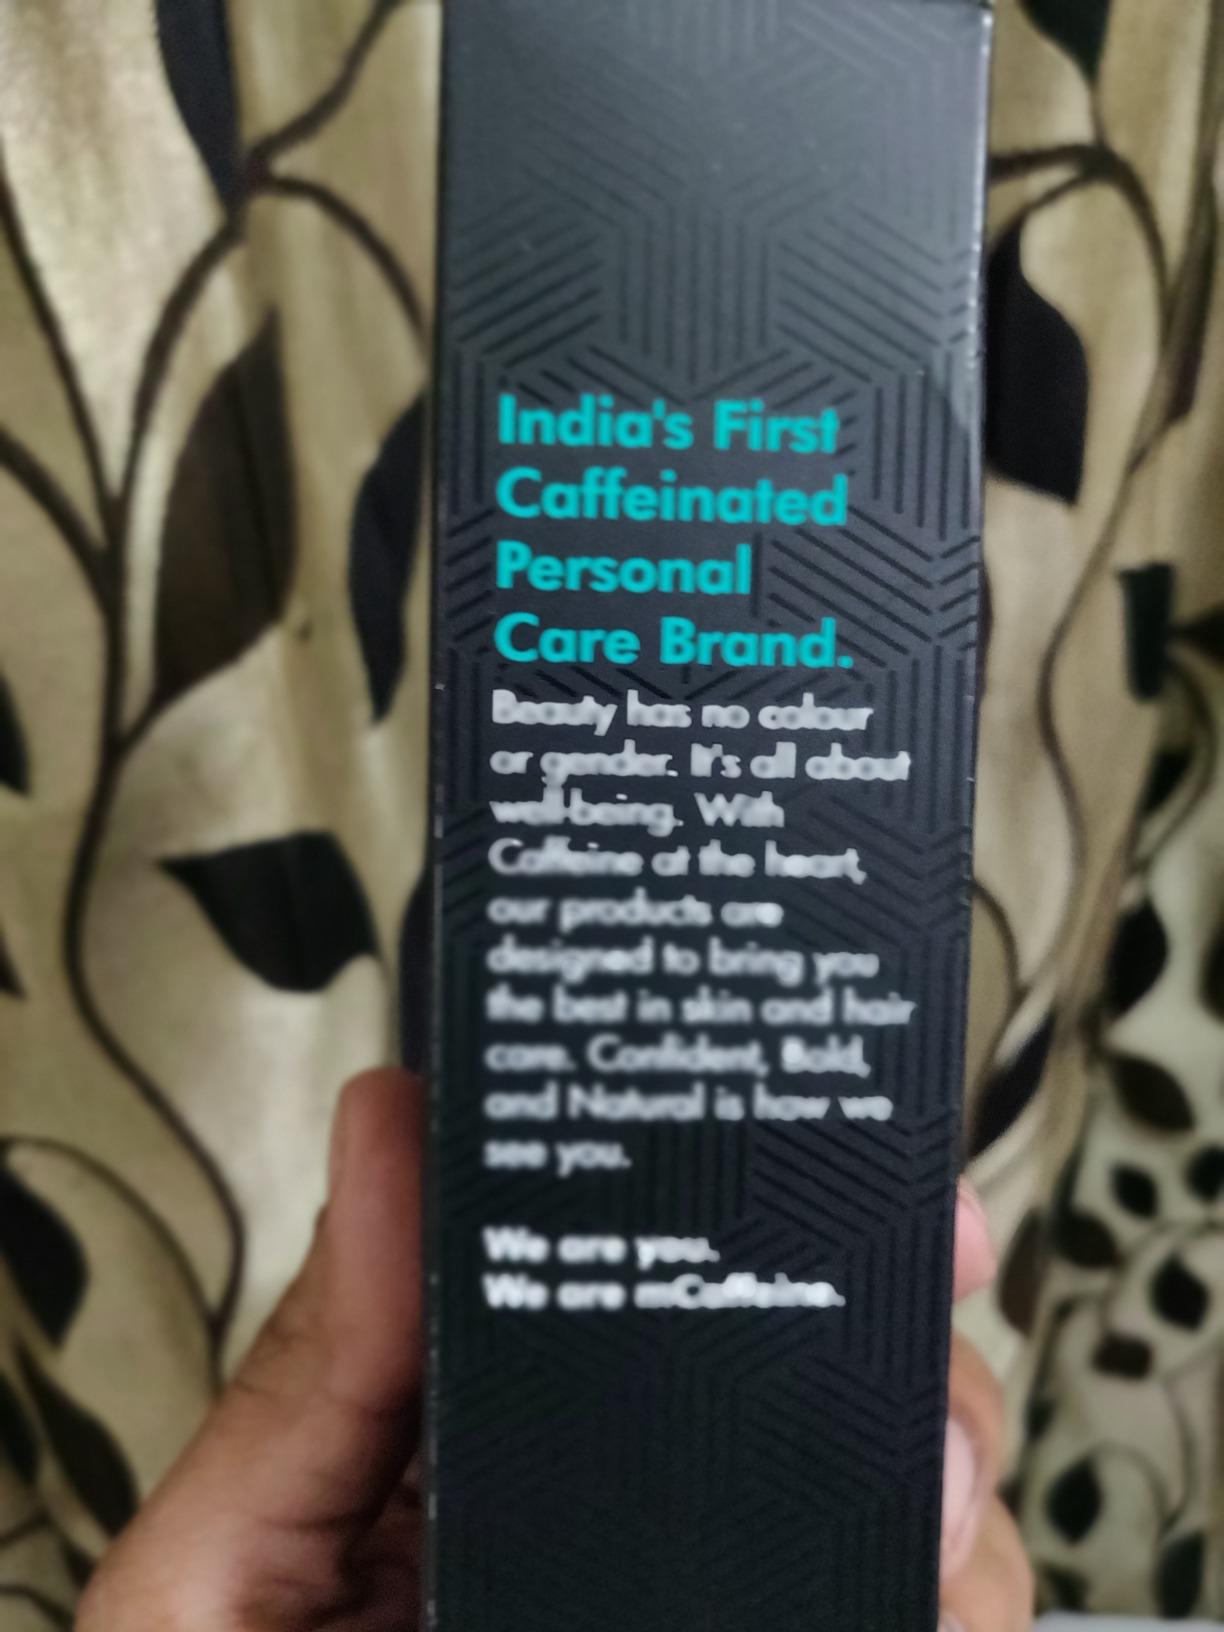 India's First
Caffeinated
Personal
Care Brand.
Beauty has no colour
or gender. It's all about
well-being. With
Caffeine at the heart,
our products are
designed to bring you
the best in skin and hair
care. Confident, Bold,
and Natural is how we
see you.
We are you.
We are mCaffeine.